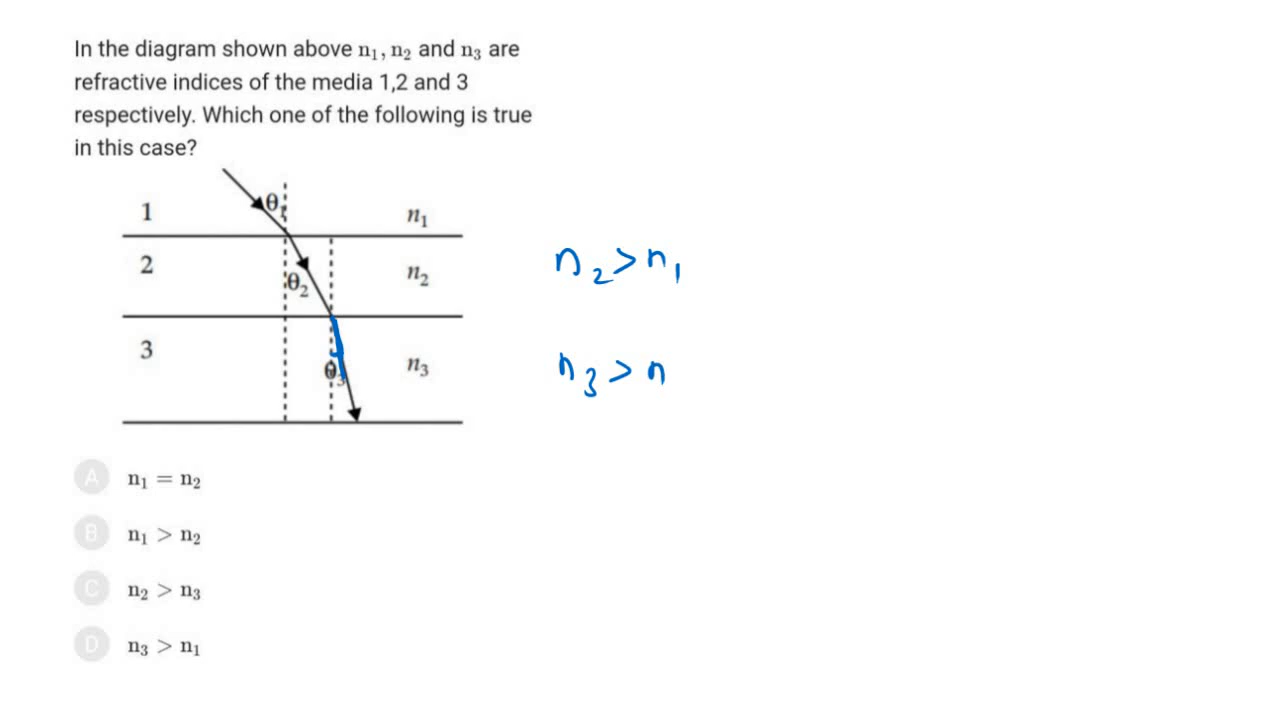 In the diagram shown above n₁, n₂ and n₃ are
refractive indices of the media 1,2 and 3
respectively. Which one of the following is true
in this case?
θ₁
1 n₁
2 n₂
θ₂
3 n₃
θ₃
n₂ > n₁
n₃ > n
A n₁ = n₂
B n₁ > n₂
C n₂ > n₃
D n₃ > n₁